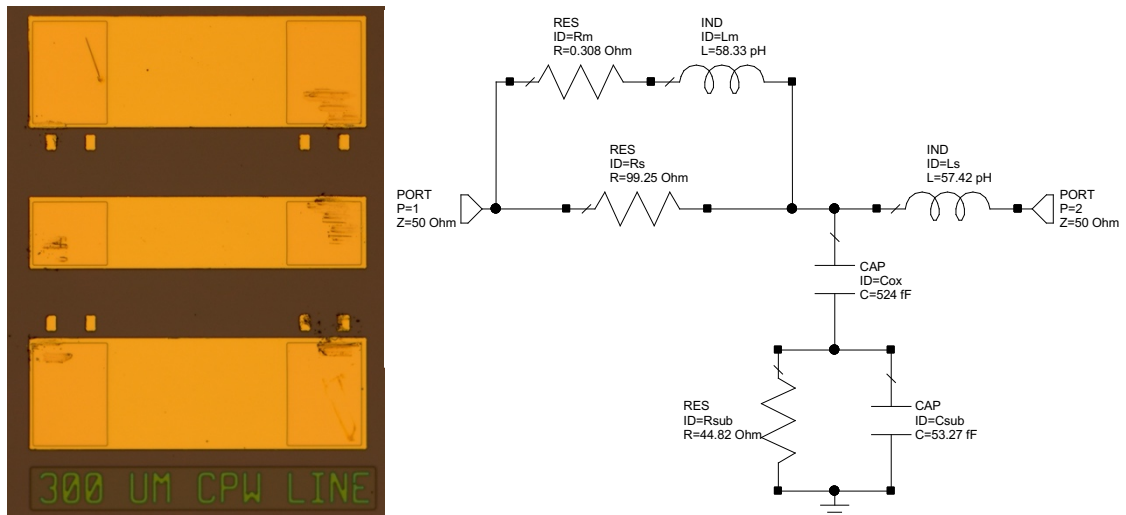 300 UM CPW LINE
RES
ID=Rm
R=0.308 Ohm
IND
ID=Lm
L=58.33 pH
RES
ID=Rs
R=99.25 Ohm
IND
ID=Ls
L=57.42 pH
PORT
P=1
Z=50 Ohm
PORT
P=2
Z=50 Ohm
CAP
ID=Cox
C=524 fF
RES
ID=Rsub
R=44.82 Ohm
CAP
ID=Csub
C=53.27 fF